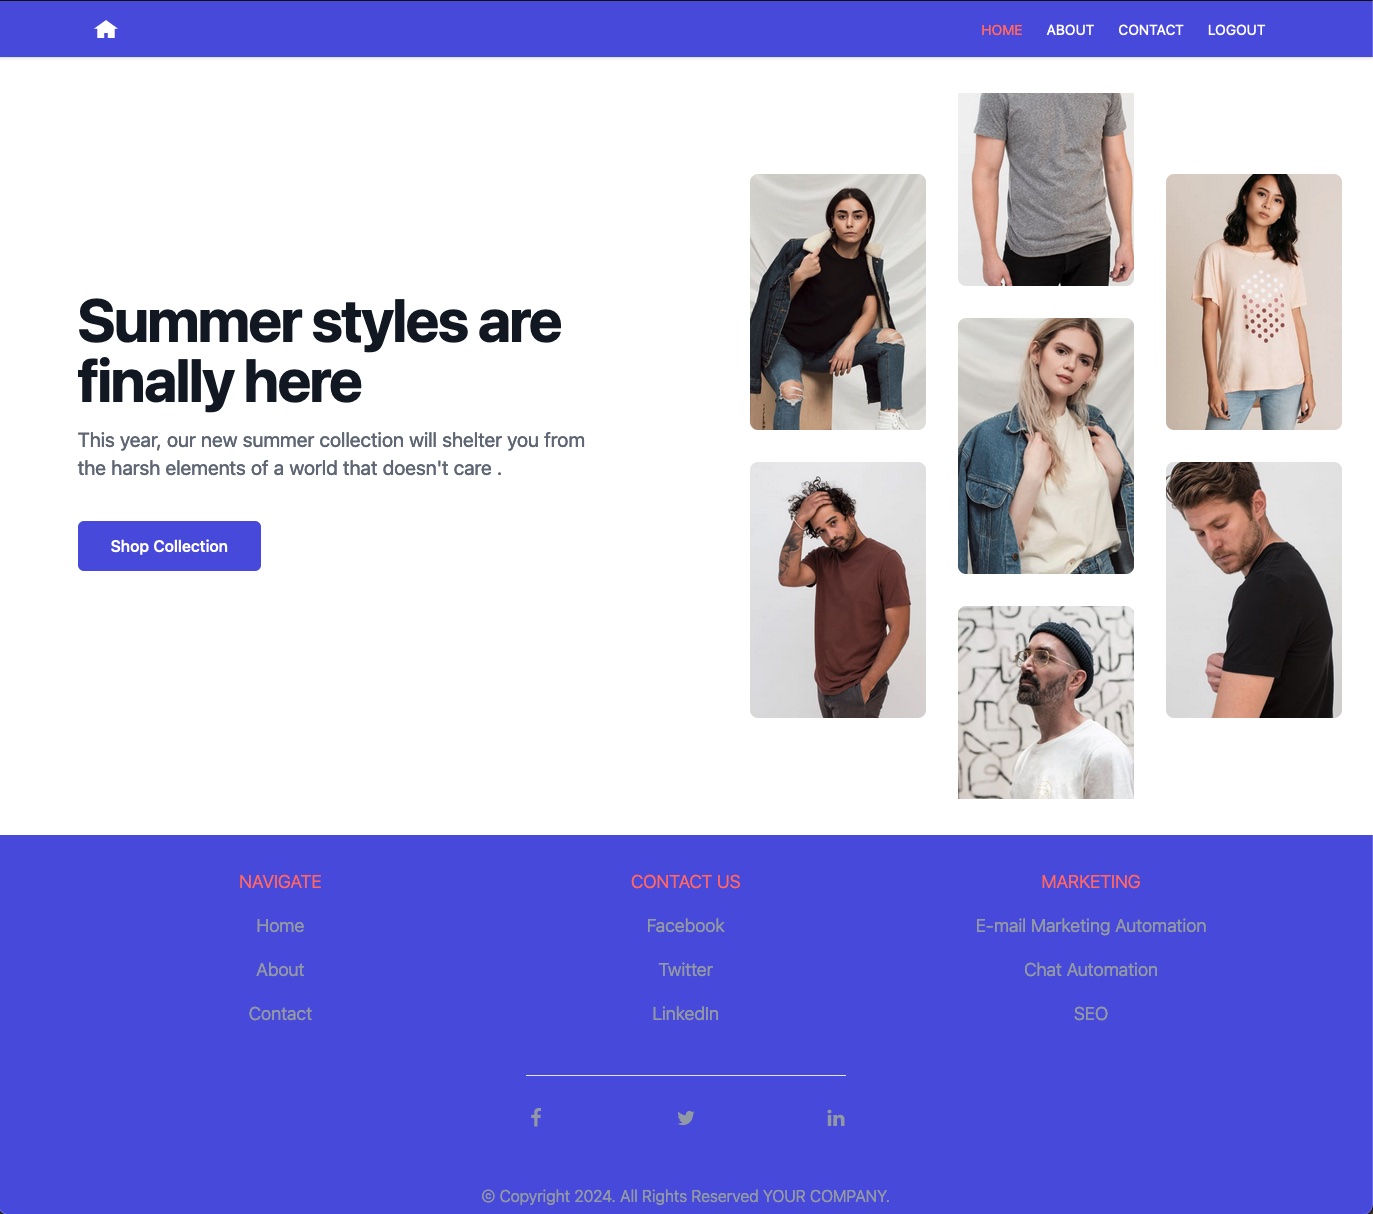 HOME ABOUT CONTACT LOGOUT
Summer styles are
finally here
This year, our new summer collection will shelter you from
the harsh elements of a world that doesn't care .
Shop Collection
NAVIGATE
Home
About
Contact
CONTACT US
Facebook
Twitter
LinkedIn
MARKETING
E-mail Marketing Automation
Chat Automation
SEO
© Copyright 2024. All Rights Reserved YOUR COMPANY.